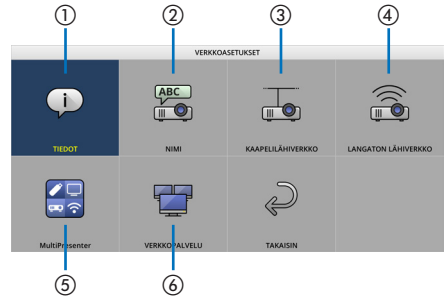 ① ② ③ ④
VERKKOASETUKSET
ABC
i
TIEDOT NIMI KAAPELILÄHIVERKKO LANGATON LÄHIVERKKO
MultiPresenter VERKKOPALVELU TAKAISIN
⑤ ⑥